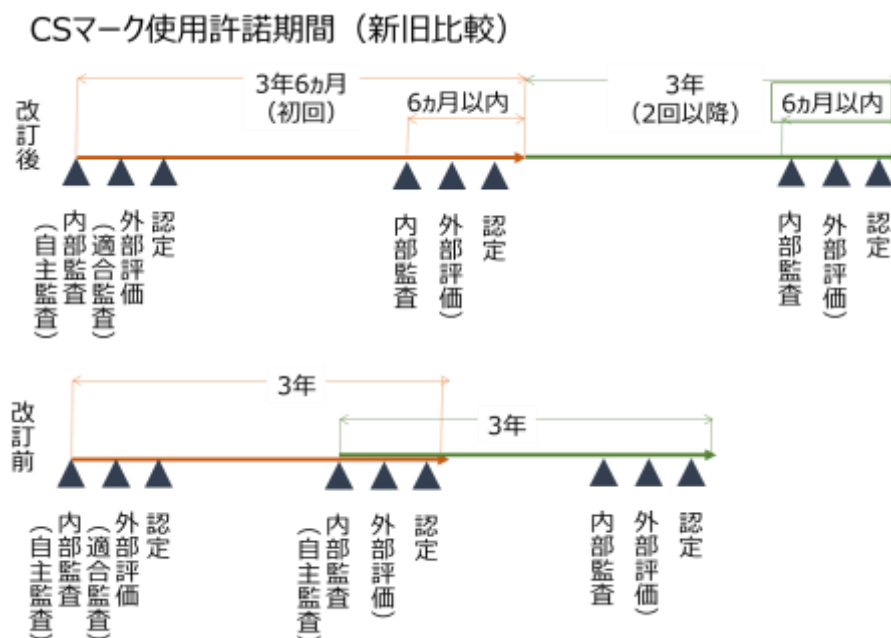 CSマーク使用許諾期間（新旧比較）
改訂後
3年6ヵ月
（初回）
6ヵ月以内
3年
（2回以降）
6ヵ月以内
内部監査
（自主監査）
外部評価
（適合監査）
認定
内部監査
外部評価）
認定
内部監査
外部評価）
認定
改訂前
3年
3年
内部監査
（自主監査）
外部評価
（適合監査）
認定
内部監査
（自主監査）
外部評価）
認定
内部監査
外部評価）
認定